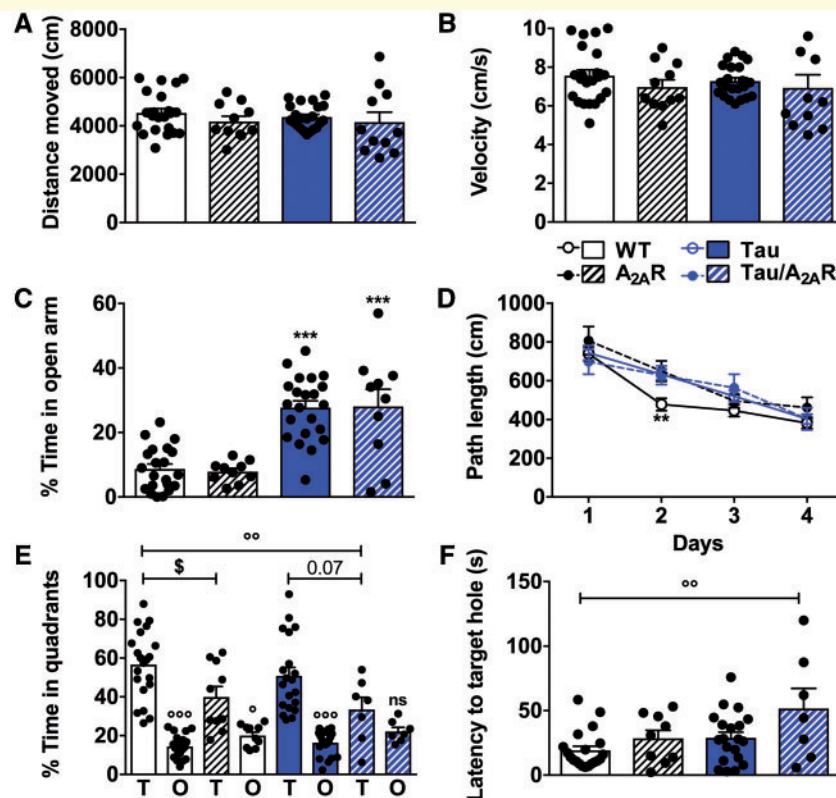 A
Distance moved (cm)
8000
6000
4000
2000
0
B
Velocity (cm/s)
10
8
6
4
2
0
WT
Tau
A2AR
Tau/A2AR
C
% Time in open arm
60
40
20
0
***
***
D
Path length (cm)
1000
800
600
400
200
0
**
1 2 3 4
Days
E
% Time in quadrants
100
80
60
40
20
0
°°
$
0.07
°°°
°
°°°
ns
T O T O T O T O
F
Latency to target hole (s)
150
100
50
0
°°